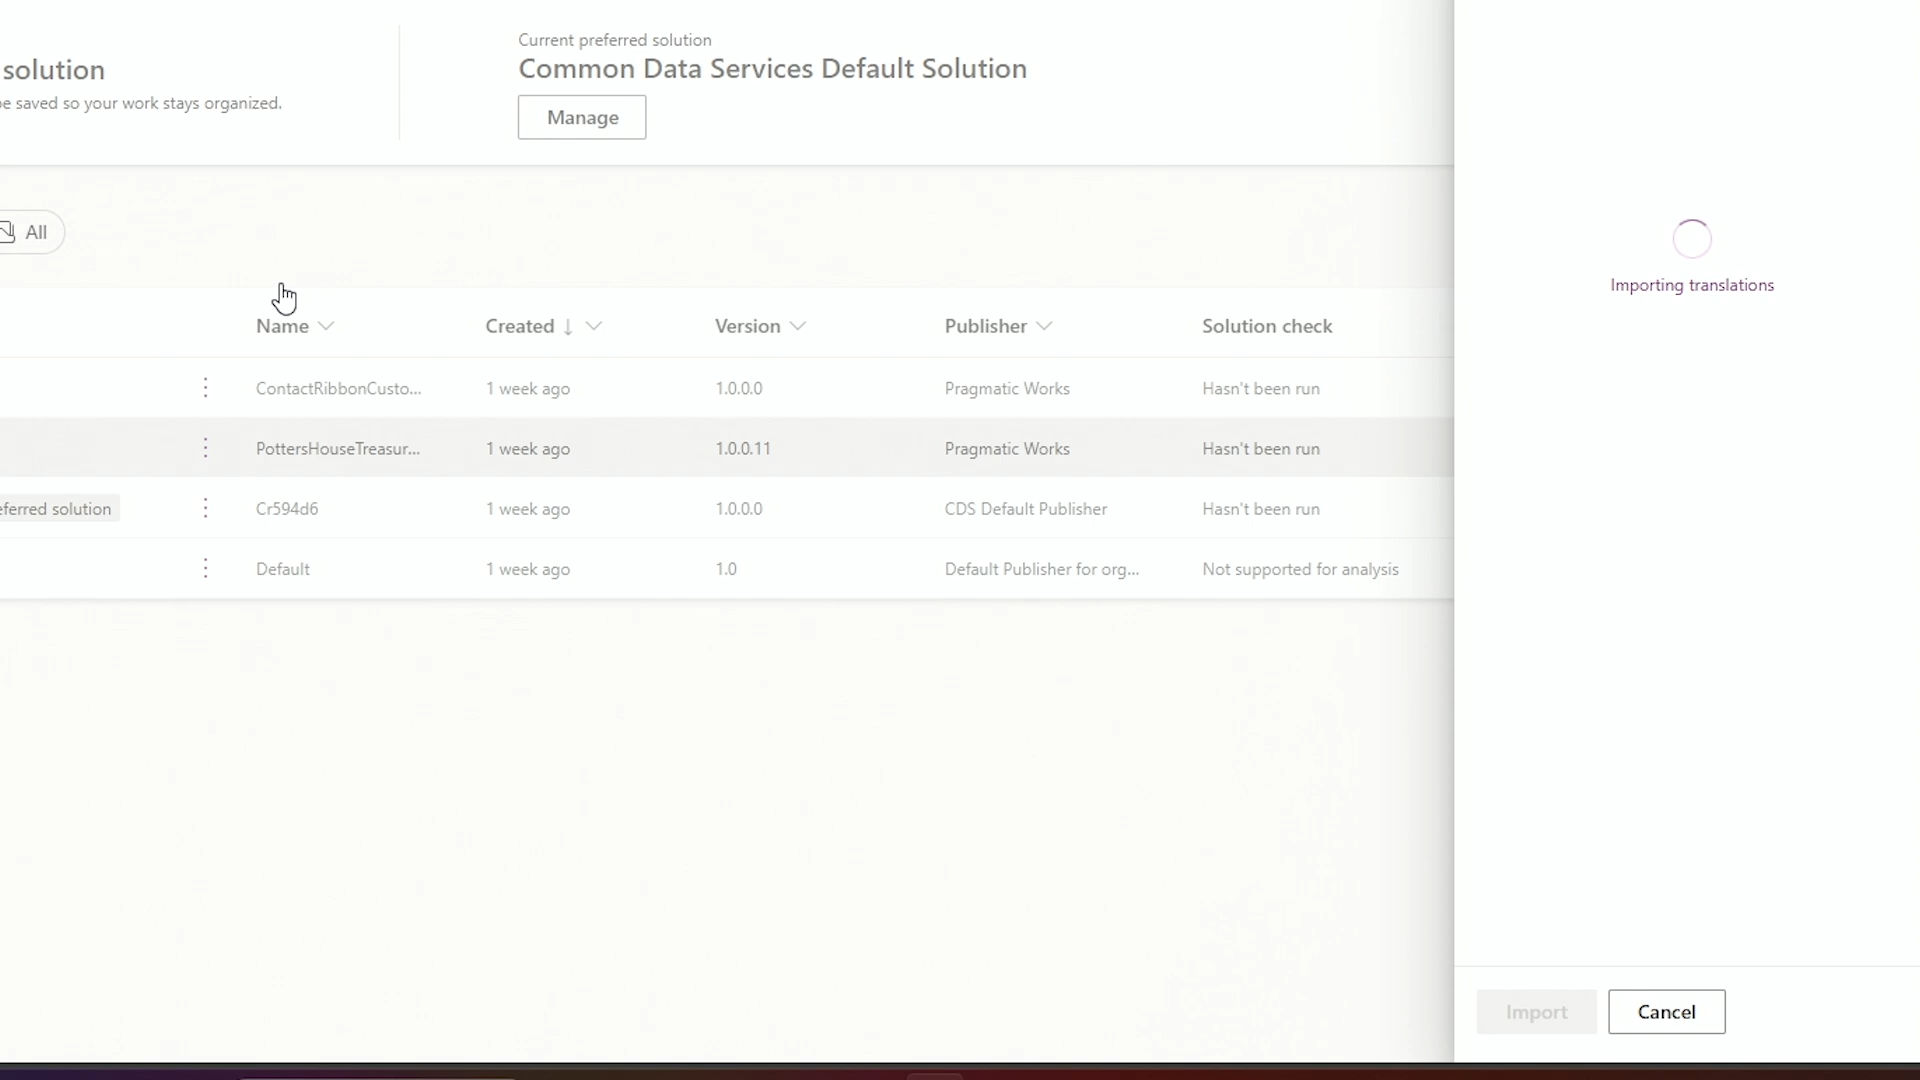 solution
be saved so your work stays organized.
Current preferred solution
Common Data Services Default Solution
Manage
All
Name Created Version Publisher Solution check
ContactRibbonCusto... 1 week ago 1.0.0.0 Pragmatic Works Hasn't been run
PottersHouseTreasur... 1 week ago 1.0.0.11 Pragmatic Works Hasn't been run
eferred solution Cr594d6 1 week ago 1.0.0.0 CDS Default Publisher Hasn't been run
Default 1 week ago 1.0 Default Publisher for org... Not supported for analysis
Importing translations
Import Cancel